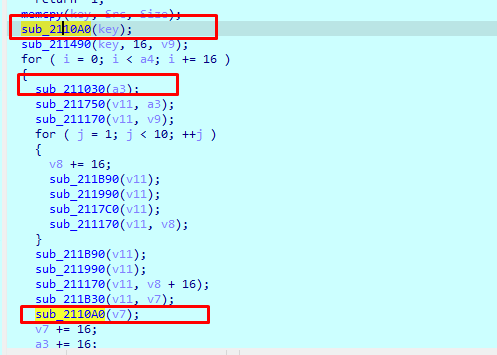 return -1;
memcpy(key, Src, Size);
sub_2110A0(key);
sub_211490(key, 16, v9);
for ( i = 0; i < a4; i += 16 )
{
sub_211030(a3);
sub_211750(v11, a3);
sub_211170(v11, v9);
for ( j = 1; j < 10; ++j )
{
v8 += 16;
sub_211B90(v11);
sub_211990(v11);
sub_2117C0(v11);
sub_211170(v11, v8);
}
sub_211B90(v11);
sub_211990(v11);
sub_211170(v11, v8 + 16);
sub_211B30(v11, v7);
sub_2110A0(v7);
v7 += 16;
a3 += 16;